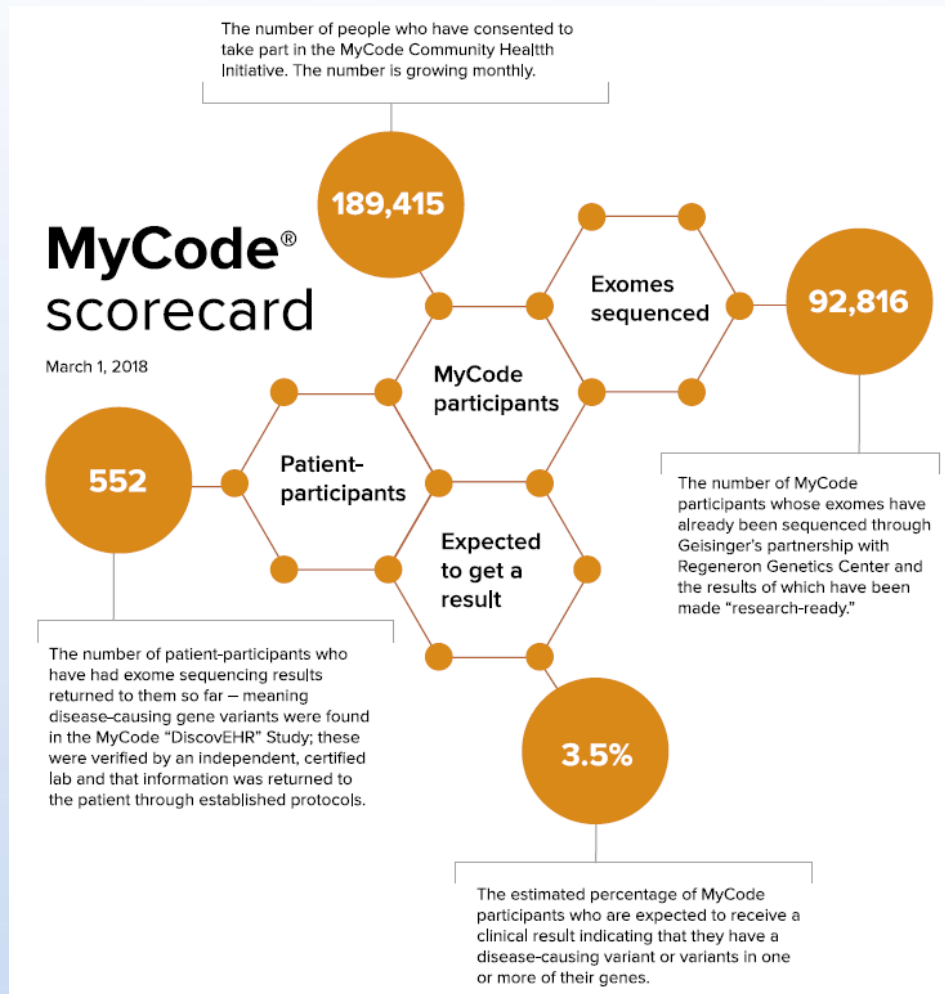 The number of people who have consented to
take part in the MyCode Community Healtth
Initiative. The number is growing monthly.
189,415
MyCode®
scorecard
March 1, 2018
Exomes
sequenced
92,816
MyCode
participants
Patient-
participants
552
Expected
to get a
result
The number of MyCode
participants whose exomes have
already been sequenced through
Geisinger's partnership with
Regeneron Genetics Center and
the results of which have been
made "research-ready."
The number of patient-participants who
have had exome sequencing results
returned to them so far – meaning
disease-causing gene variants were found
in the MyCode "DiscovEHR" Study; these
were verified by an independent, certified
lab and that information was returned to
the patient through established protocols.
3.5%
The estimated percentage of MyCode
participants who are expected to receive a
clinical result indicating that they have a
disease-causing variant or variants in one
or more of their genes.